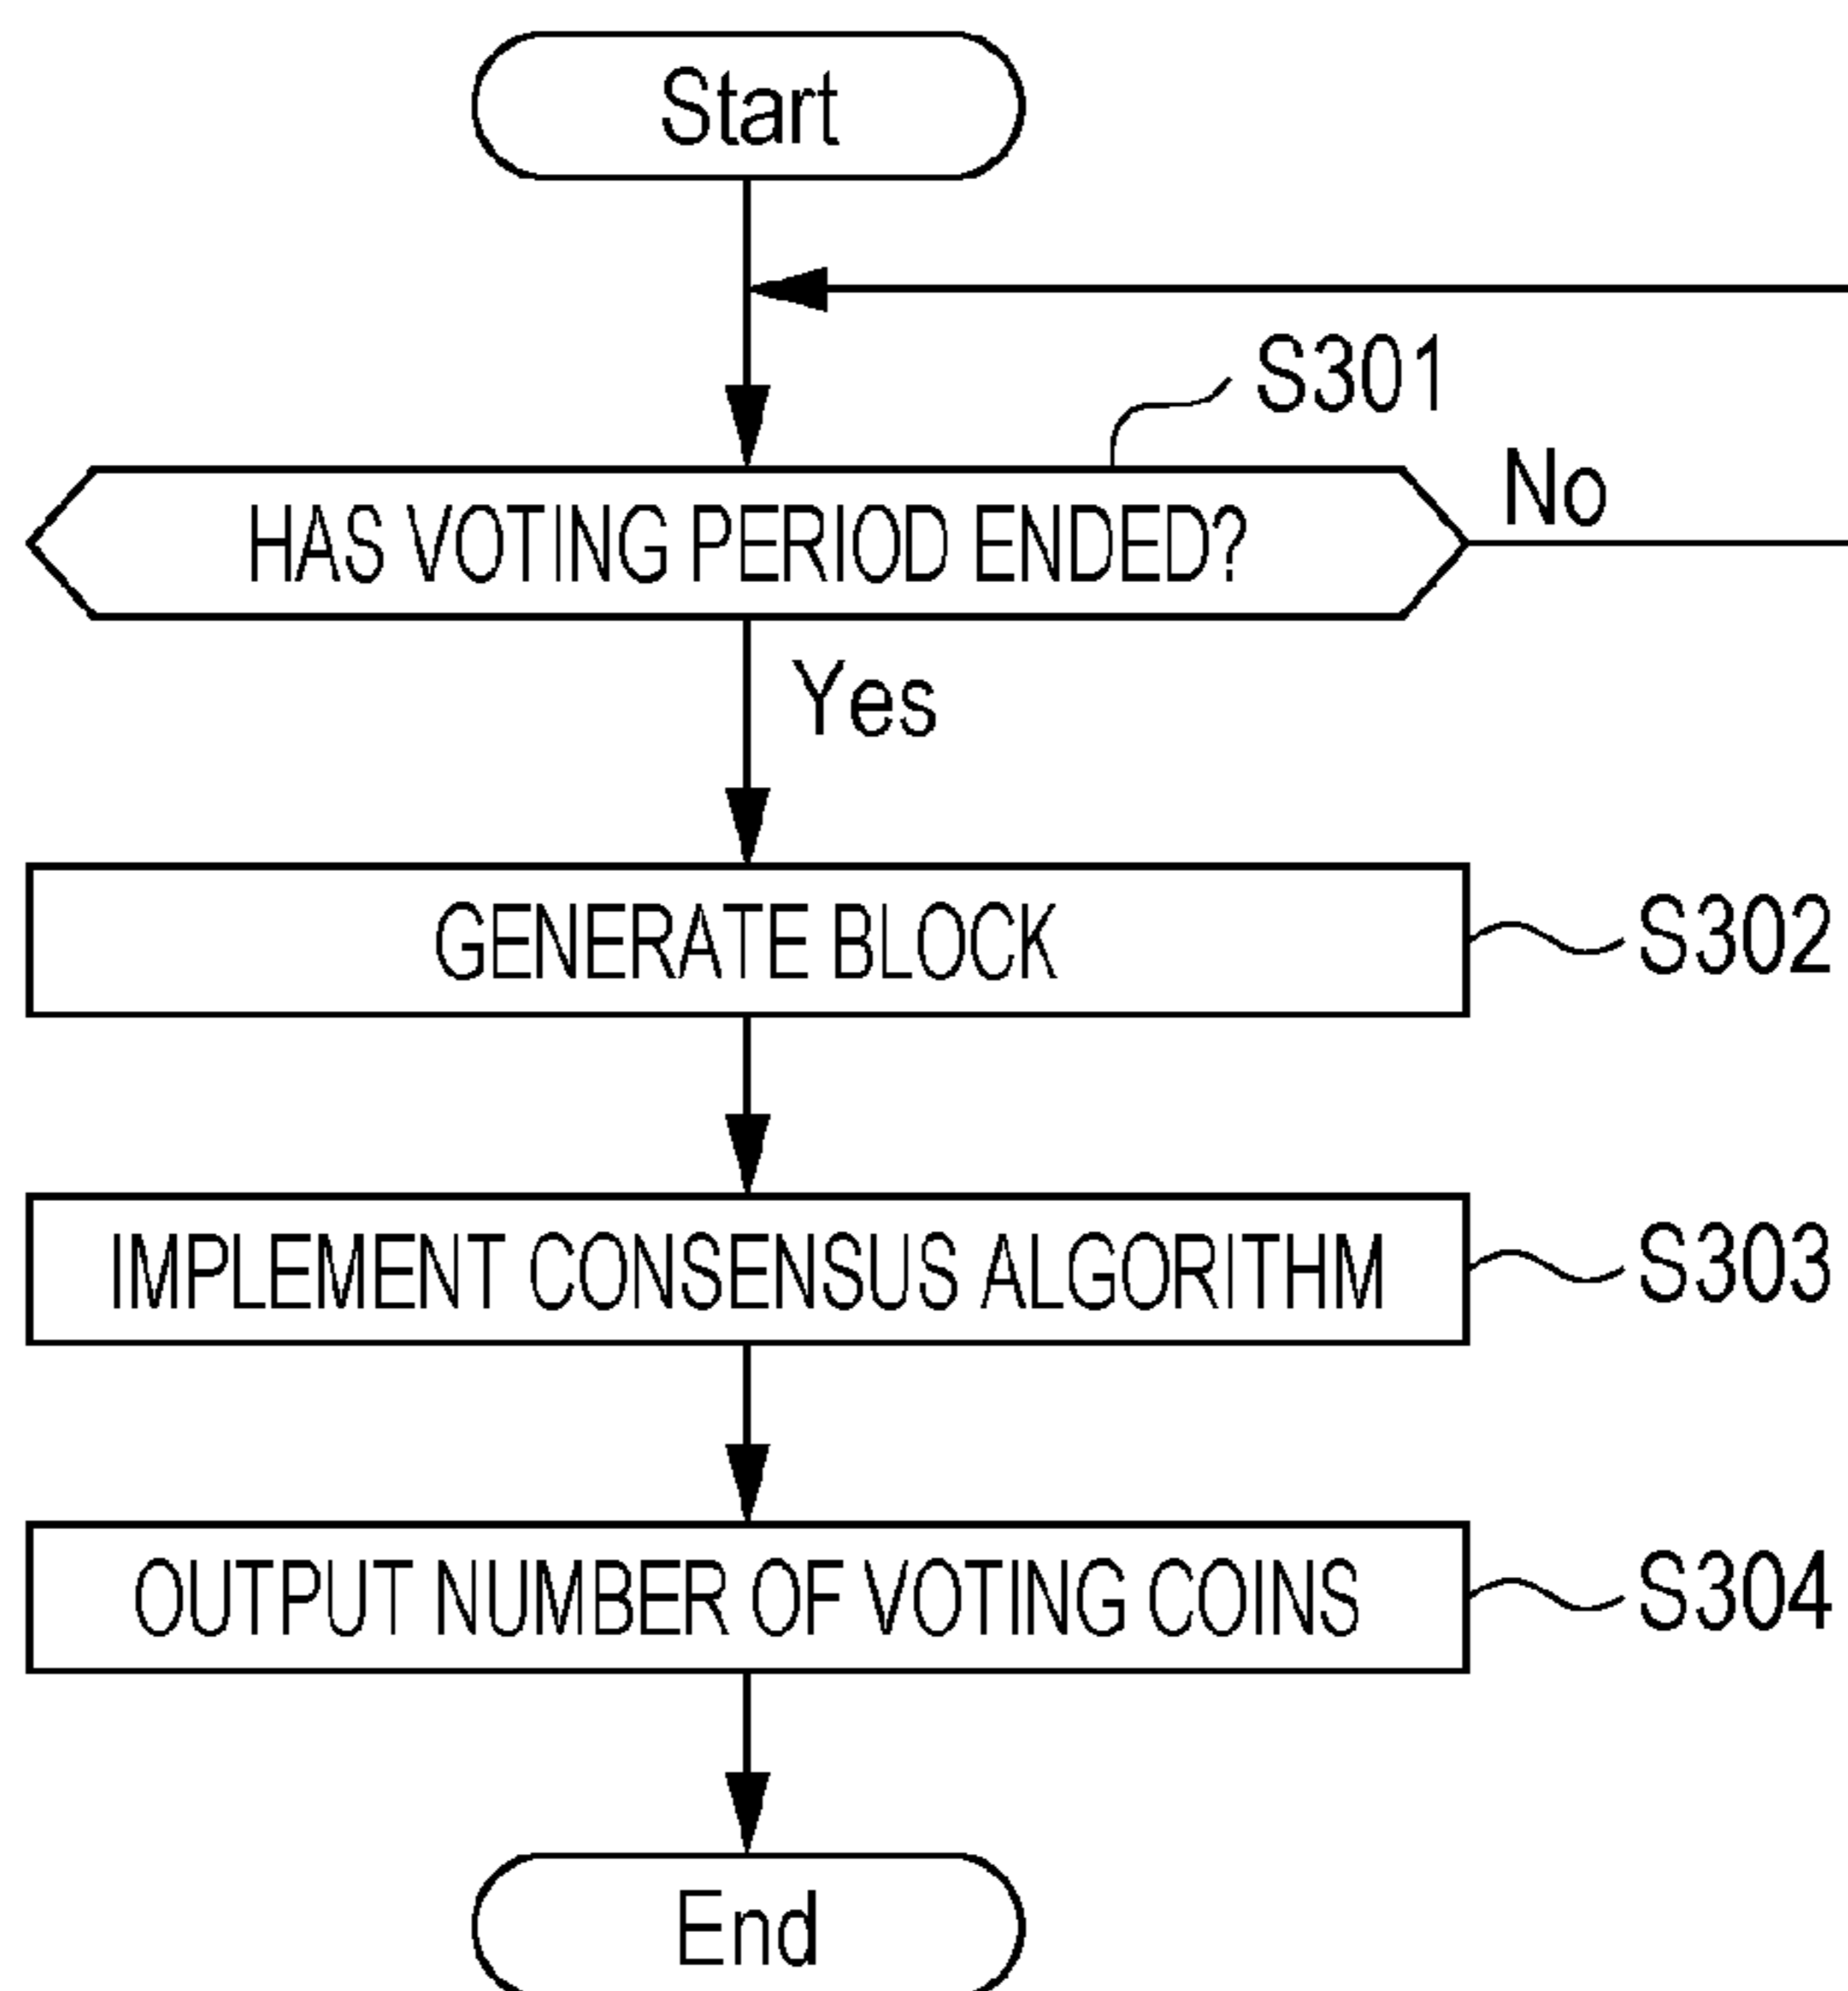 Start
S301
HAS VOTING PERIOD ENDED?
No
Yes
GENERATE BLOCK
S302
IMPLEMENT CONSENSUS ALGORITHM
S303
OUTPUT NUMBER OF VOTING COINS
S304
End